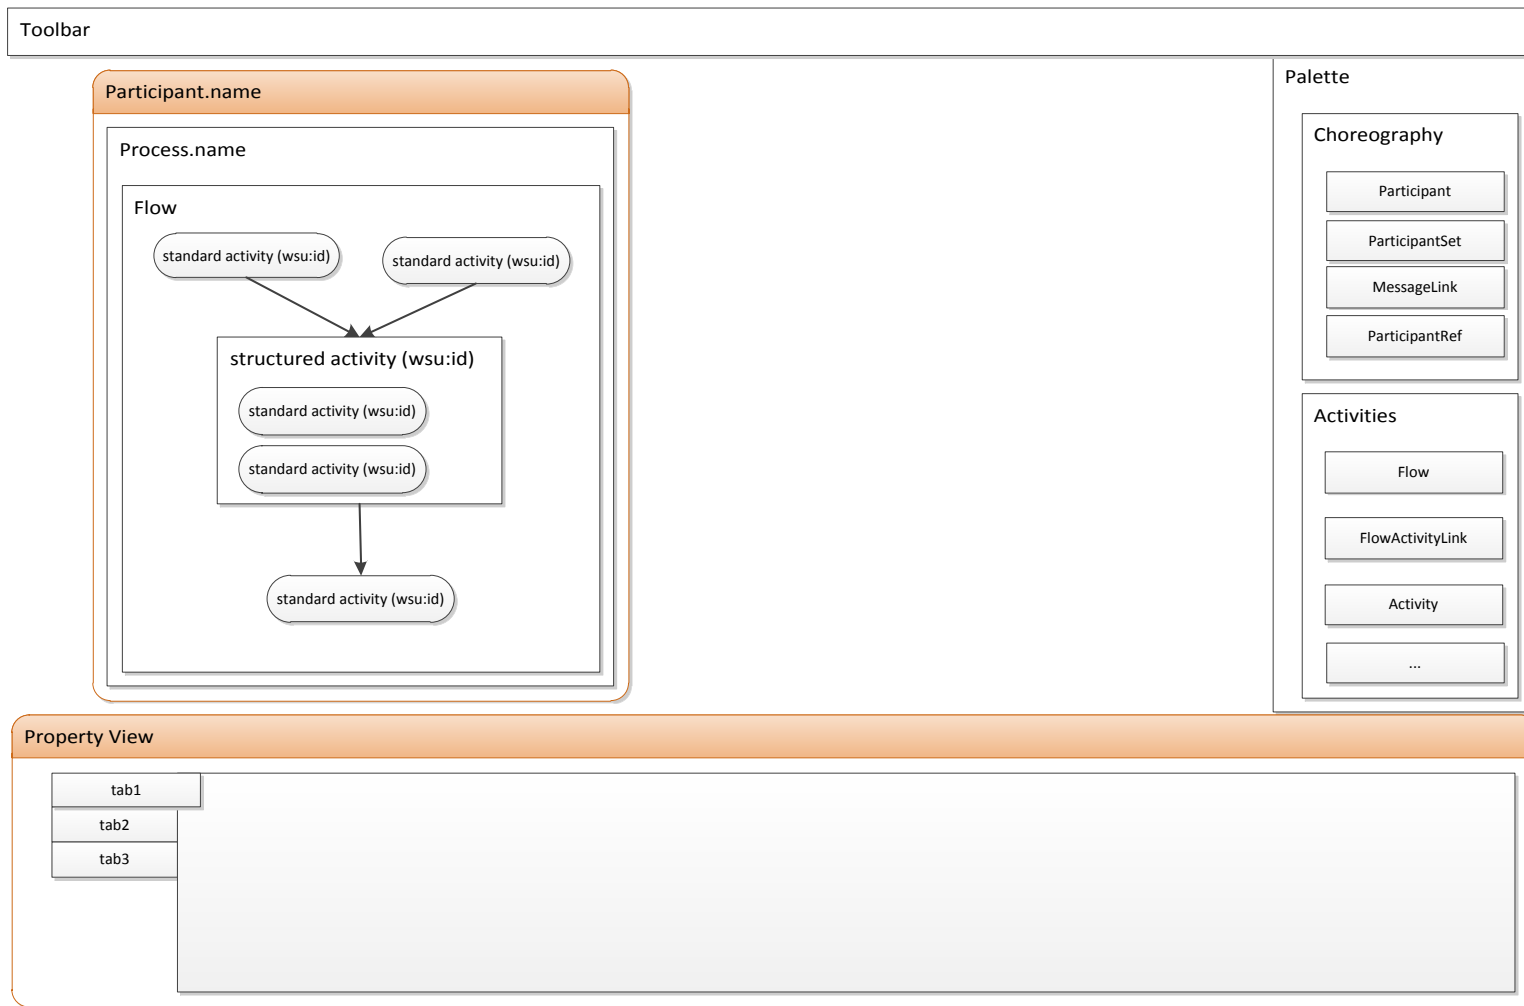 Toolbar
Participant.name
Process.name
Flow
standard activity (wsu:id)
standard activity (wsu:id)
structured activity (wsu:id)
standard activity (wsu:id)
standard activity (wsu:id)
standard activity (wsu:id)
Palette
Choreography
Participant
ParticipantSet
MessageLink
ParticipantRef
Activities
Flow
FlowActivityLink
Activity
...
Property View
tab1
tab2
tab3